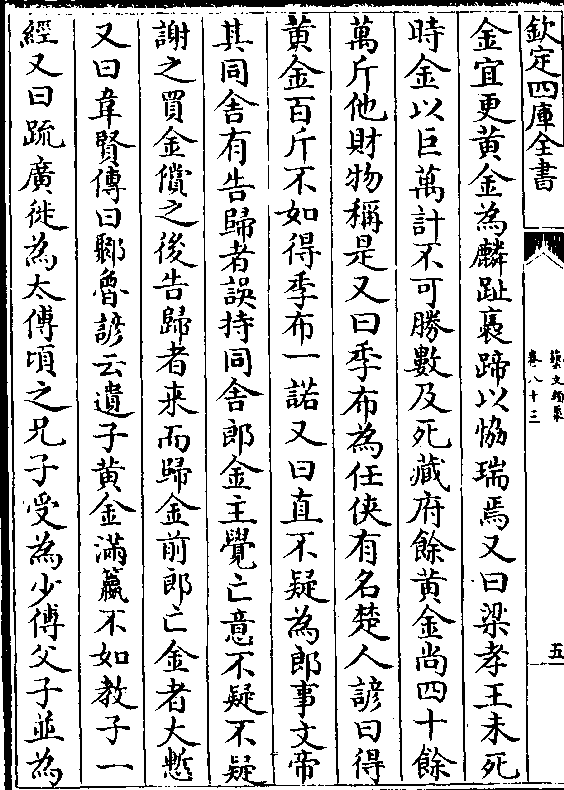 欽定四庫全書
藝文類聚
卷八十三
五
金宜更黄金為麟趾褭蹄以恊瑞焉又曰梁孝王未死
時金以巨萬計不可勝數及死藏府餘黄金尚四十餘
萬斤他財物稱是又曰季布為任俠有名楚人諺曰得
黄金百斤不如得季布一諾又曰直不疑為郎事文帝
其同舍有告歸者誤持同舍郎金主覺亡意不疑不疑
謝之買金償之後告歸者来而歸金前郎亡金者大慙
又曰韋賢傳曰鄒魯諺云遺子黄金滿籯不如教子一
經又曰疏廣徙為太傅頃之兄子受為少傅父子並為